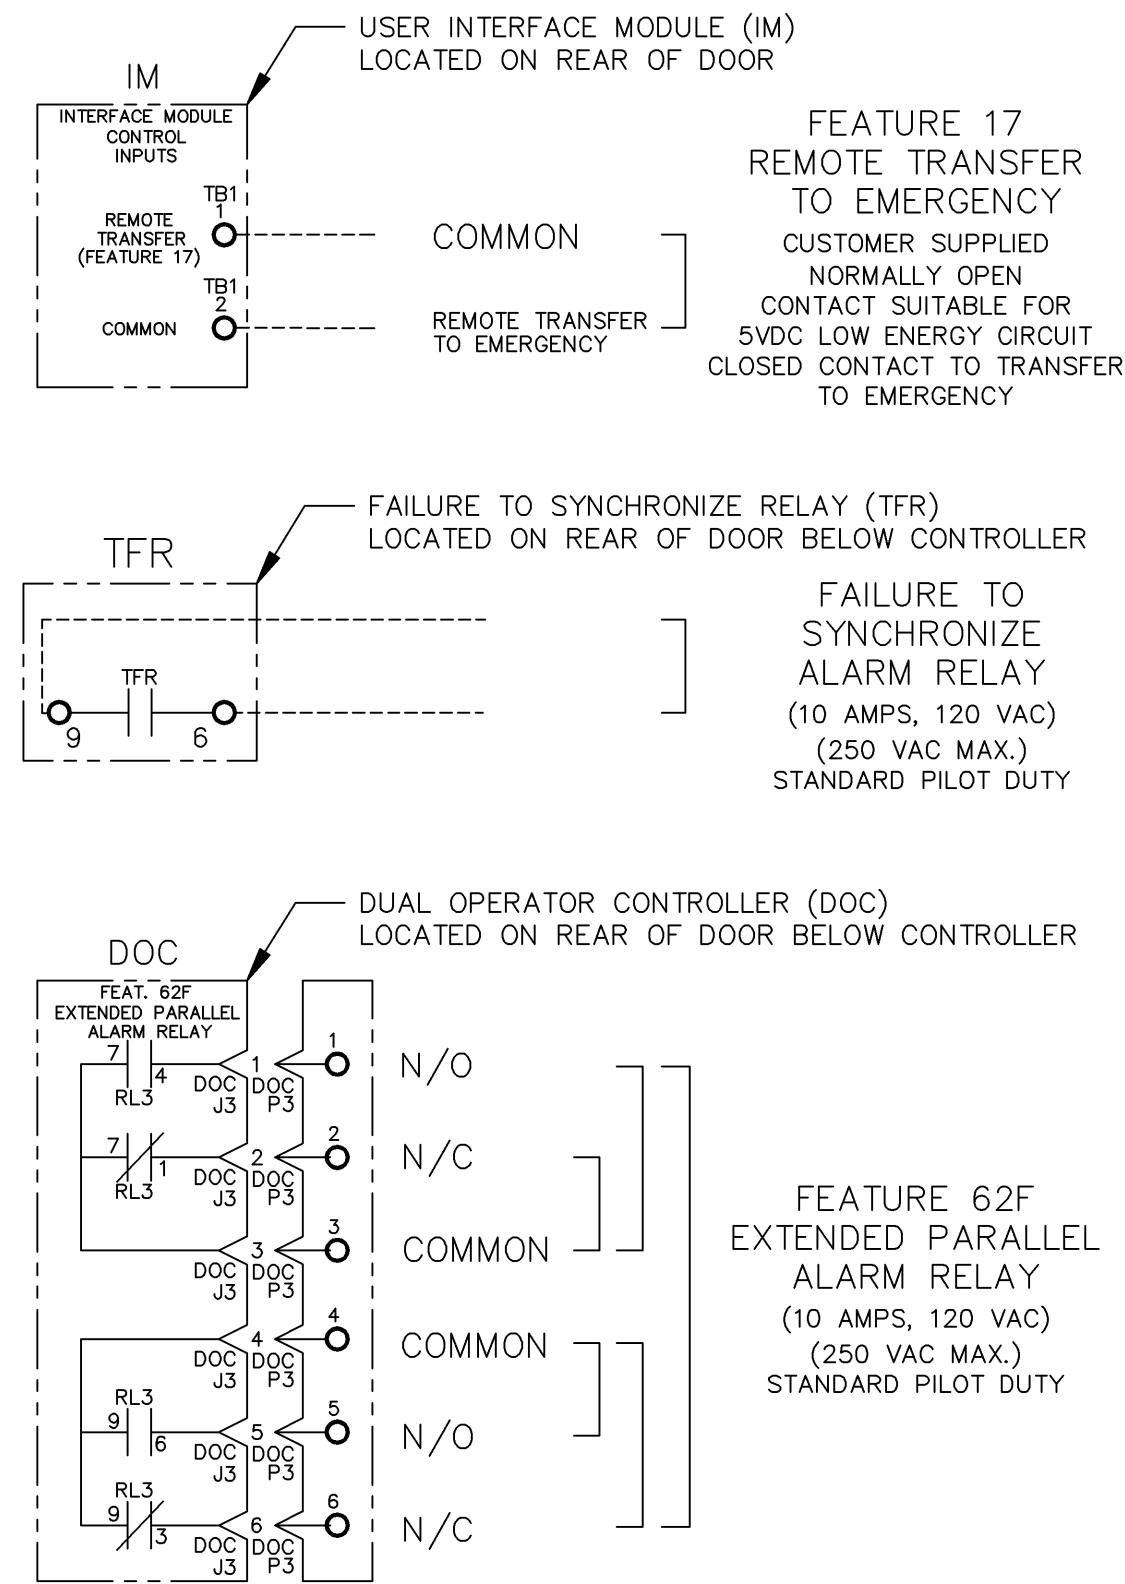 USER INTERFACE MODULE (IM)
LOCATED ON REAR OF DOOR
IM
INTERFACE MODULE
CONTROL
INPUTS
TB1
1
REMOTE
TRANSFER
(FEATURE 17)
TB1
2
COMMON
COMMON
REMOTE TRANSFER
TO EMERGENCY
FEATURE 17
REMOTE TRANSFER
TO EMERGENCY
CUSTOMER SUPPLIED
NORMALLY OPEN
CONTACT SUITABLE FOR
5VDC LOW ENERGY CIRCUIT
CLOSED CONTACT TO TRANSFER
TO EMERGENCY
FAILURE TO SYNCHRONIZE RELAY (TFR)
LOCATED ON REAR OF DOOR BELOW CONTROLLER
TFR
TFR
9
6
FAILURE TO
SYNCHRONIZE
ALARM RELAY
(10 AMPS, 120 VAC)
(250 VAC MAX.)
STANDARD PILOT DUTY
DUAL OPERATOR CONTROLLER (DOC)
LOCATED ON REAR OF DOOR BELOW CONTROLLER
DOC
FEAT. 62F
EXTENDED PARALLEL
ALARM RELAY
7
4
RL3
1
DOC
J3
DOC
P3
1
N/O
7
1
RL3
2
DOC
J3
DOC
P3
2
N/C
3
DOC
J3
DOC
P3
3
COMMON
4
DOC
J3
DOC
P3
4
COMMON
RL3
9
6
5
DOC
J3
DOC
P3
5
N/O
RL3
9
3
6
DOC
J3
DOC
P3
6
N/C
FEATURE 62F
EXTENDED PARALLEL
ALARM RELAY
(10 AMPS, 120 VAC)
(250 VAC MAX.)
STANDARD PILOT DUTY